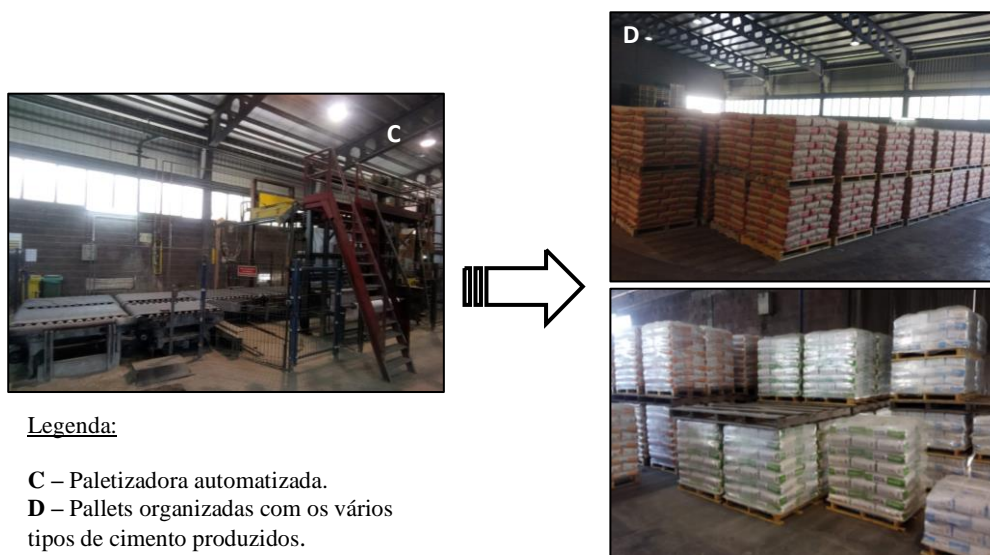 C
D
Legenda:
C – Paletizadora automatizada.
D – Pallets organizadas com os vários
tipos de cimento produzidos.